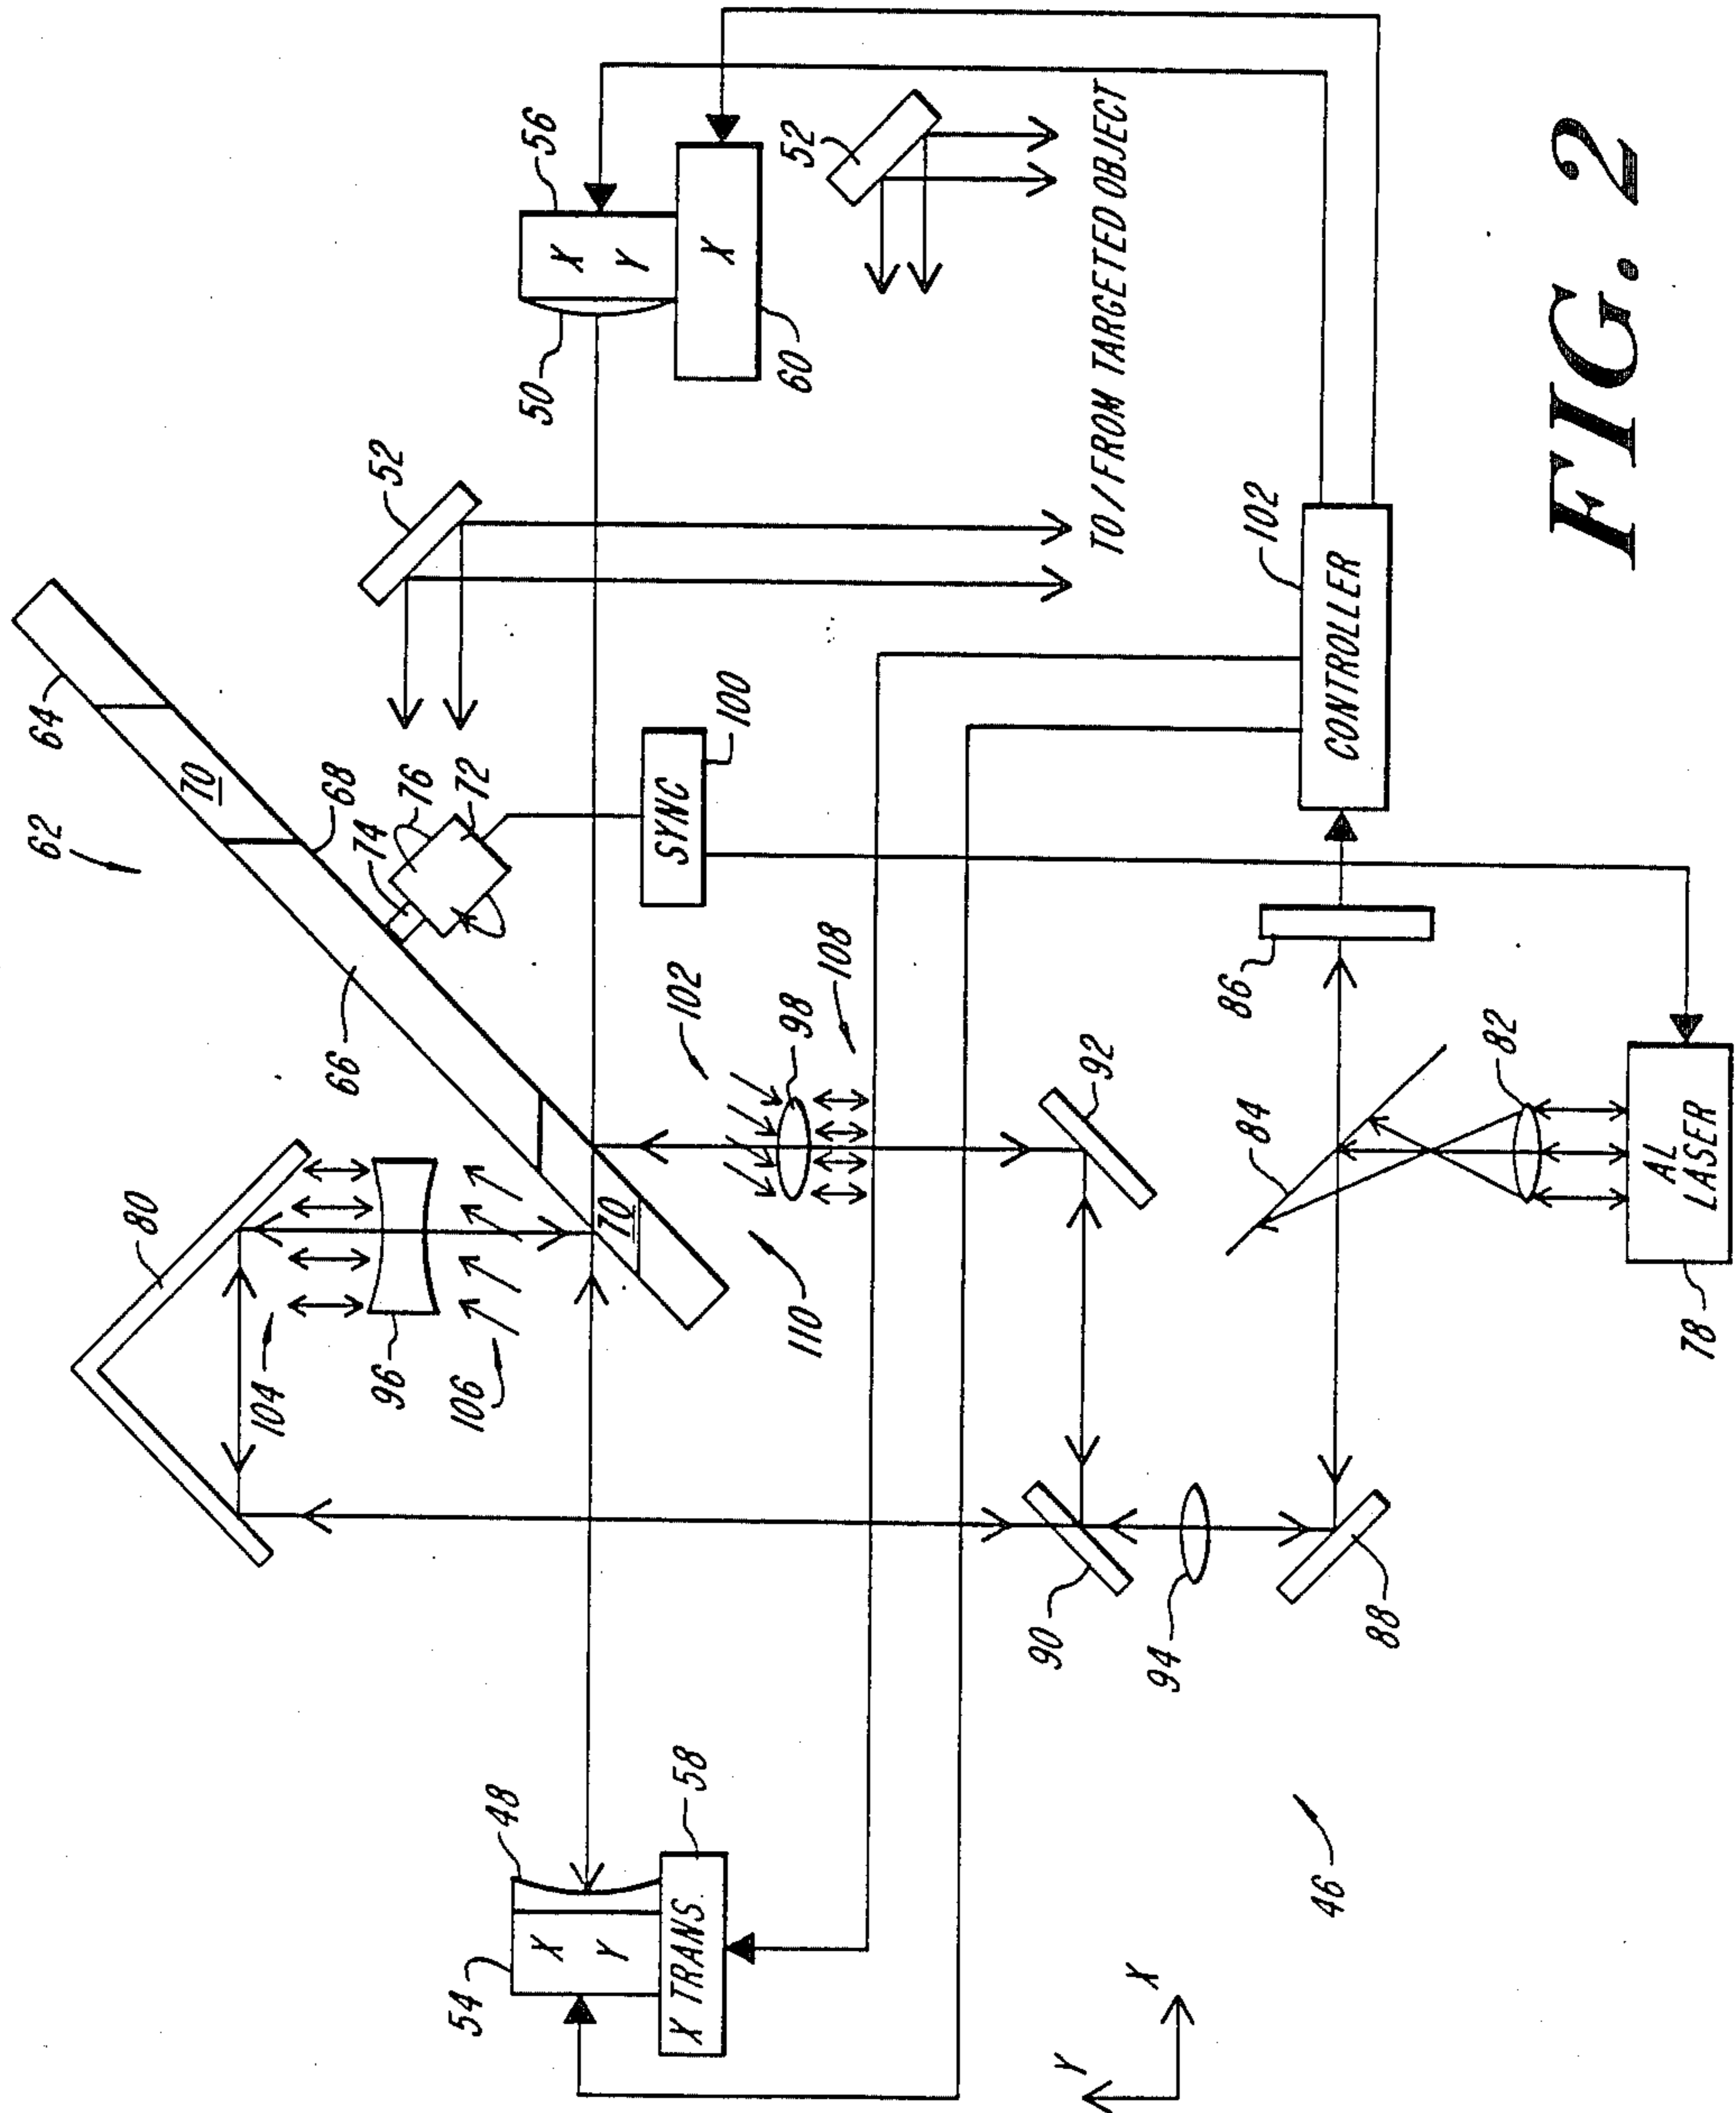 62
64
70
66
68
74
76
72
52
50
56
X
Y
X
60
52
80
104
96
106
70
102
98
108
110
SYNC
100
TO/FROM TARGETED OBJECT
54
X
Y
48
X TRANS
58
90
92
94
88
84
86
82
AL
LASER
78
CONTROLLER
102
46
Y
X
FIG. 2